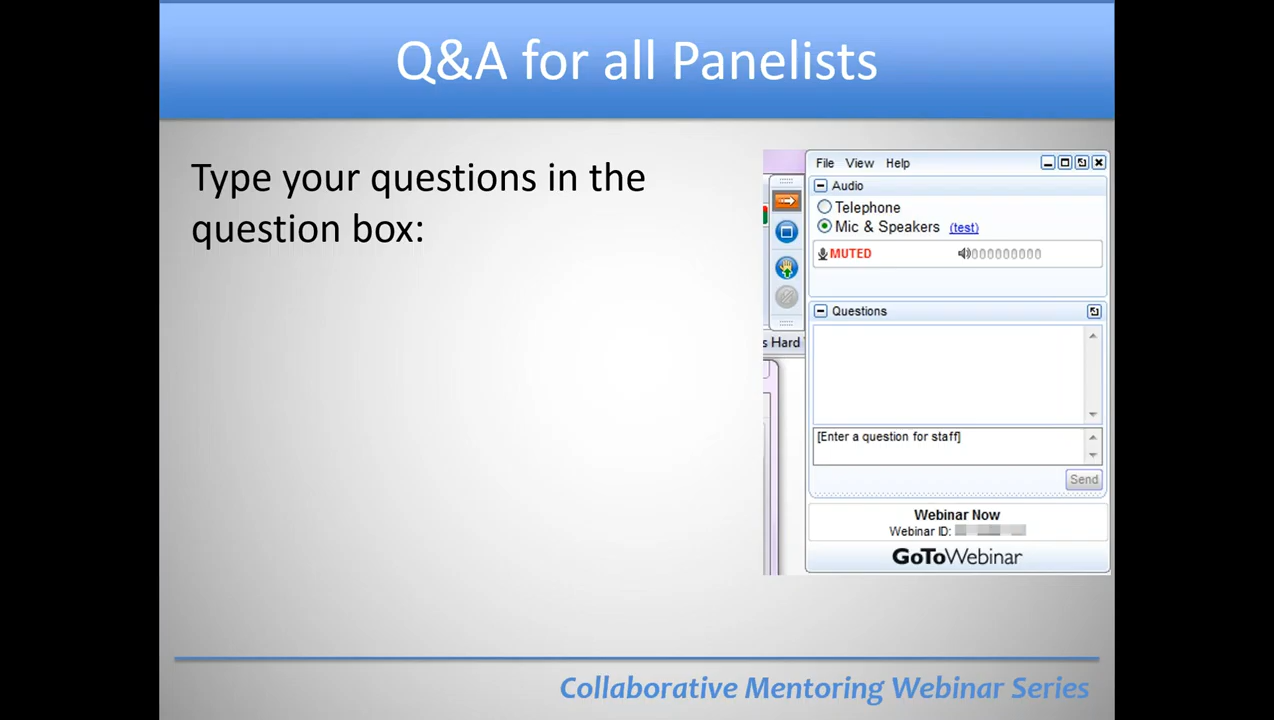 Q&A for all Panelists
Type your questions in the
question box:
File View Help
Audio
Telephone
Mic & Speakers (test)
MUTED
000000000
Questions
s Hard
[Enter a question for staff]
Send
Webinar Now
Webinar ID:
GoToWebinar
Collaborative Mentoring Webinar Series